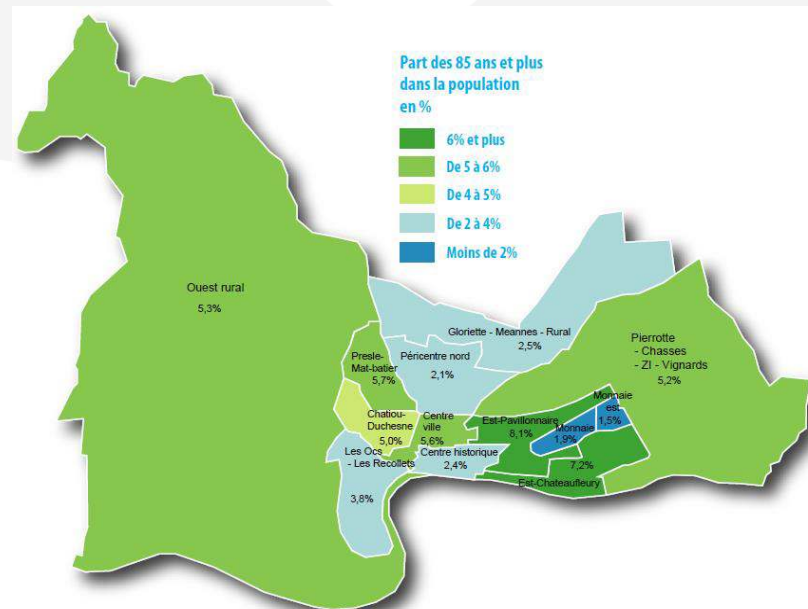 Part des 85 ans et plus
dans la population
en %
6% et plus
De 5 à 6%
De 4 à 5%
De 2 à 4%
Moins de 2%
Ouest rural
5,3%
Gloriette - Meannes - Rural
2,5%
Pierrotte
- Chasses
- ZI - Vignards
5,2%
Presle-
Mat-batier
5,7%
Péricentre nord
2,1%
Monnaie
est
1,5%
Chatiou-
Duchesne
5,0%
Centre
ville
5,6%
Est-Pavillonnaire
8,1%
Monnaie
1,9%
Les Ocs
- Les Recollets
3,8%
Centre historique
2,4%
7,2%
Est-Chateaufleury